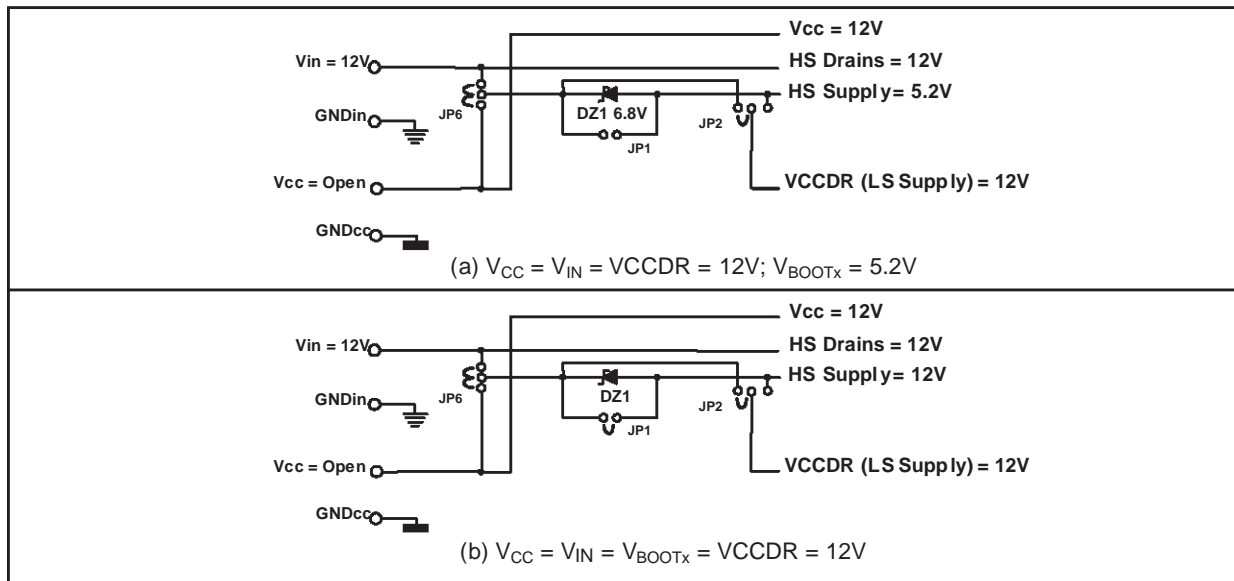 Vcc = 12V
Vin = 12V
HS Drains = 12V
HS Supply= 5.2V
JP6
DZ1 6.8V
JP2
GNDin
JP1
Vcc = Open
VCCDR (LS Supply) = 12V
GNDcc
(a) VCC = VIN = VCCDR = 12V; VBOOTx = 5.2V
Vcc = 12V
Vin = 12V
HS Drains = 12V
HS Supply= 12V
JP6
DZ1
JP2
GNDin
JP1
Vcc = Open
VCCDR (LS Supply) = 12V
GNDcc
(b) VCC = VIN = VBOOTx = VCCDR = 12V